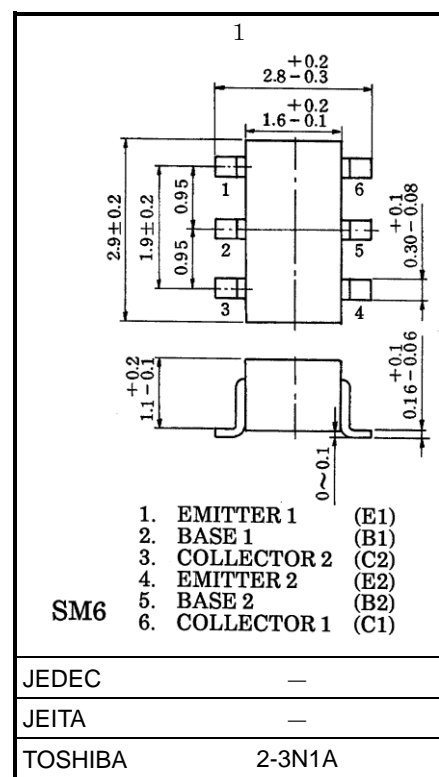 1
+0.2
2.8-0.3
+0.2
1.6-0.1
1
6
2
5
3
4
2.9±0.2
1.9±0.2
0.95
0.95
+0.1
0.30-0.08
+0.2
1.1-0.1
+0.1
0.16-0.06
0~0.1
1. EMITTER 1 (E1)
2. BASE 1 (B1)
3. COLLECTOR 2 (C2)
4. EMITTER 2 (E2)
SM6 5. BASE 2 (B2)
6. COLLECTOR 1 (C1)
JEDEC —
JEITA —
TOSHIBA 2-3N1A